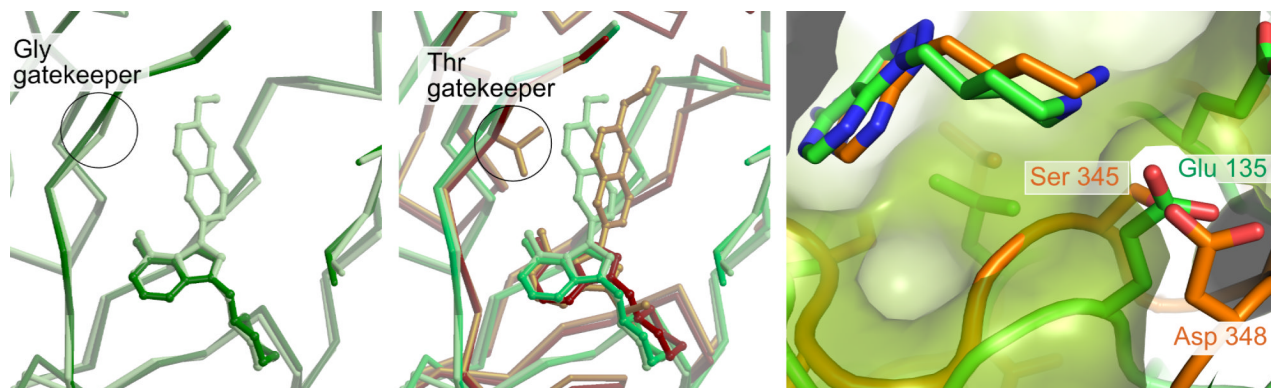 Gly
gatekeeper
Thr
gatekeeper
Ser 345
Glu 135
Asp 348